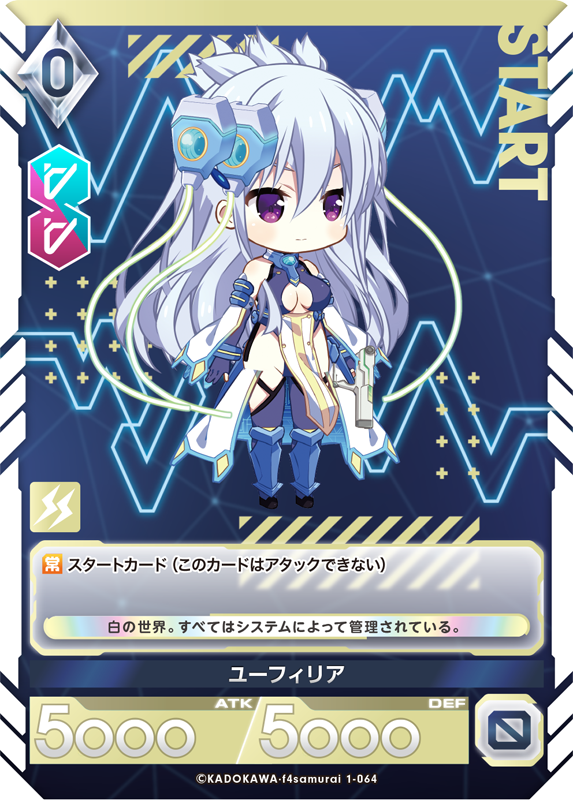 0
START
常 スタートカード (このカードはアタックできない)
白の世界。すべてはシステムによって管理されている。
ユーフィリア
ATK DEF
5000 5000
©KADOKAWA·f4samurai 1-064